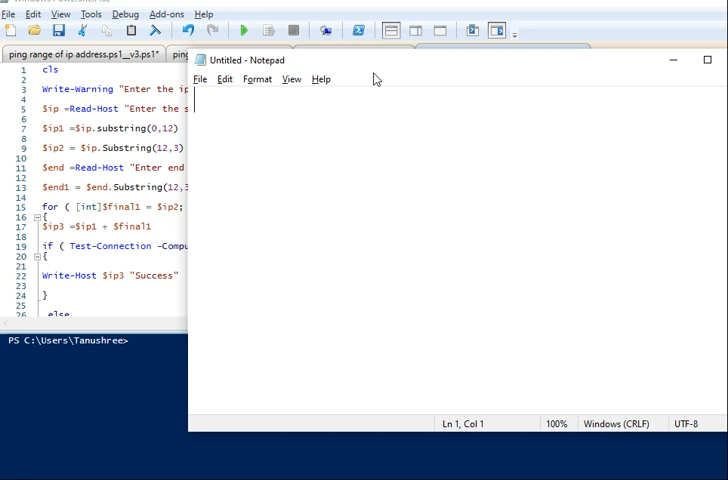 File Edit View Tools Debug Add-ons Help
ping range of ip address.ps1__v3.ps1*
Untitled - Notepad
File Edit Format View Help
1 cls
2
3 Write-Warning "Enter the ip
4
5 $ip =Read-Host "Enter the s
6
7 $ip1 =$ip.substring(0,12)
8
9 $ip2 = $ip.Substring(12,3)
10
11 $end =Read-Host "Enter end
12
13 $end1 = $end.Substring(12,3
14
15 for ( [int]$final1 = $ip2;
16 {
17 $ip3 =$ip1 + $final1
18
19 if ( Test-Connection -Compu
20 {
21
22 Write-Host $ip3 "Success"
23
24 }
25
26 else
PS C:\Users\Tanushree>
Ln 1, Col 1 100% Windows (CRLF) UTF-8